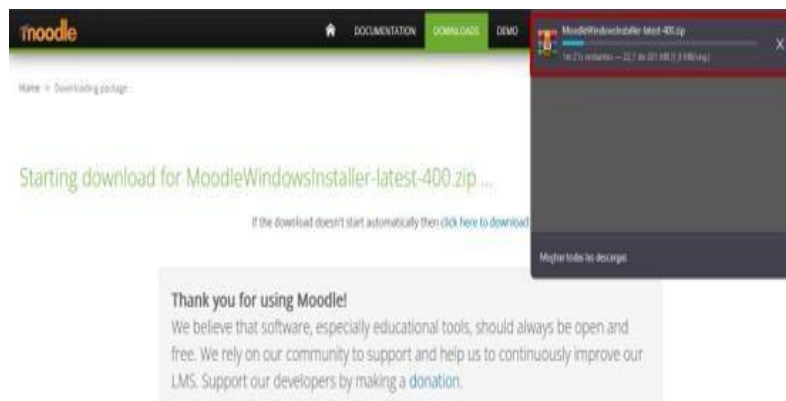 moodle
DOCUMENTATION DOWNLOADS DEMO
MoodleWindowsInstaller-latest-400.zip
X
Home > Downloading package
Starting download for MoodleWindowsInstaller-latest-400.zip ...
If the download doesn't start automatically then click here to download
Mostrar todas las descargas
Thank you for using Moodle!
We believe that software, especially educational tools, should always be open and
free. We rely on our community to support and help us to continuously improve our
LMS. Support our developers by making a donation.